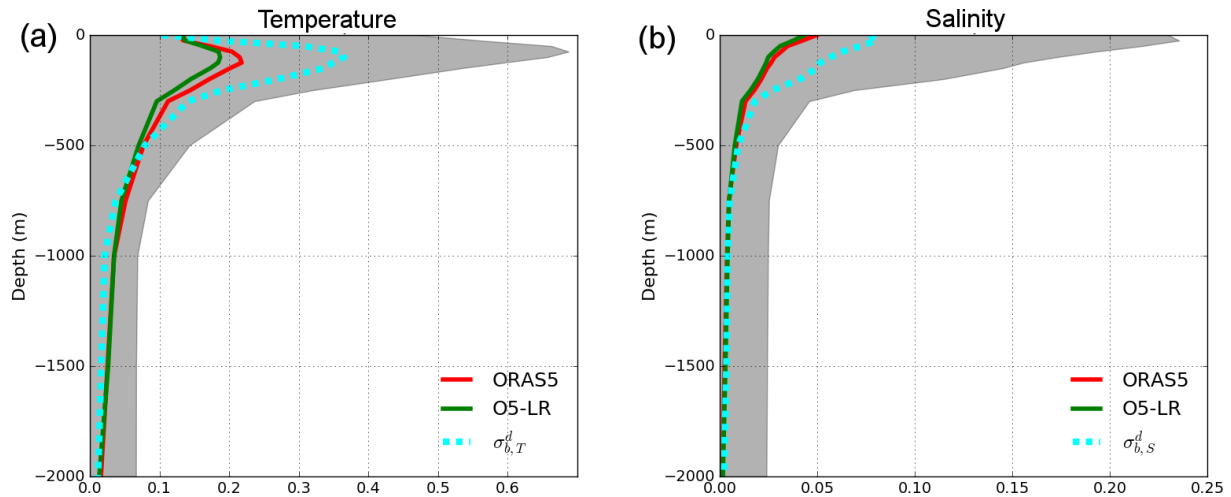 (a)
Temperature
0
−500
−1000
−1500
−2000
Depth (m)
0.0 0.1 0.2 0.3 0.4 0.5 0.6
ORAS5
O5-LR
σ^d_{b,T}
(b)
Salinity
0
−500
−1000
−1500
−2000
Depth (m)
0.00 0.05 0.10 0.15 0.20 0.25
ORAS5
O5-LR
σ^d_{b,S}